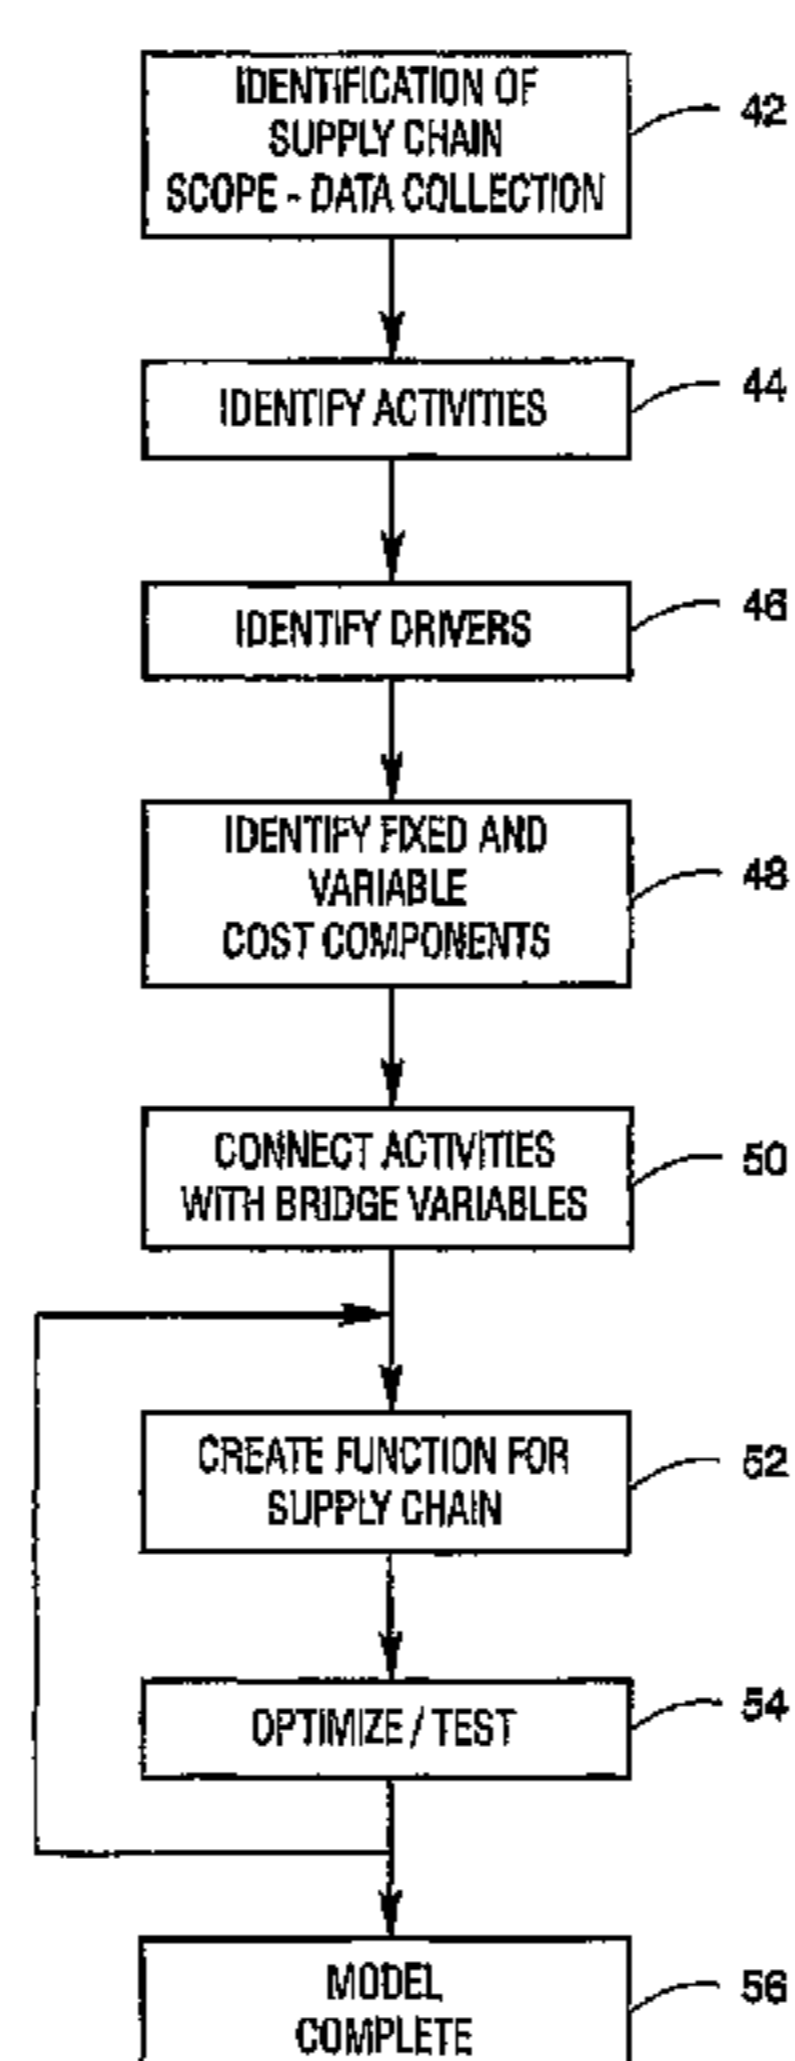 IDENTIFICATION OF
SUPPLY CHAIN
SCOPE - DATA COLLECTION
42
IDENTIFY ACTIVITIES
44
IDENTIFY DRIVERS
46
IDENTIFY FIXED AND
VARIABLE
COST COMPONENTS
48
CONNECT ACTIVITIES
WITH BRIDGE VARIABLES
50
CREATE FUNCTION FOR
SUPPLY CHAIN
52
OPTIMIZE / TEST
54
MODEL
COMPLETE
56